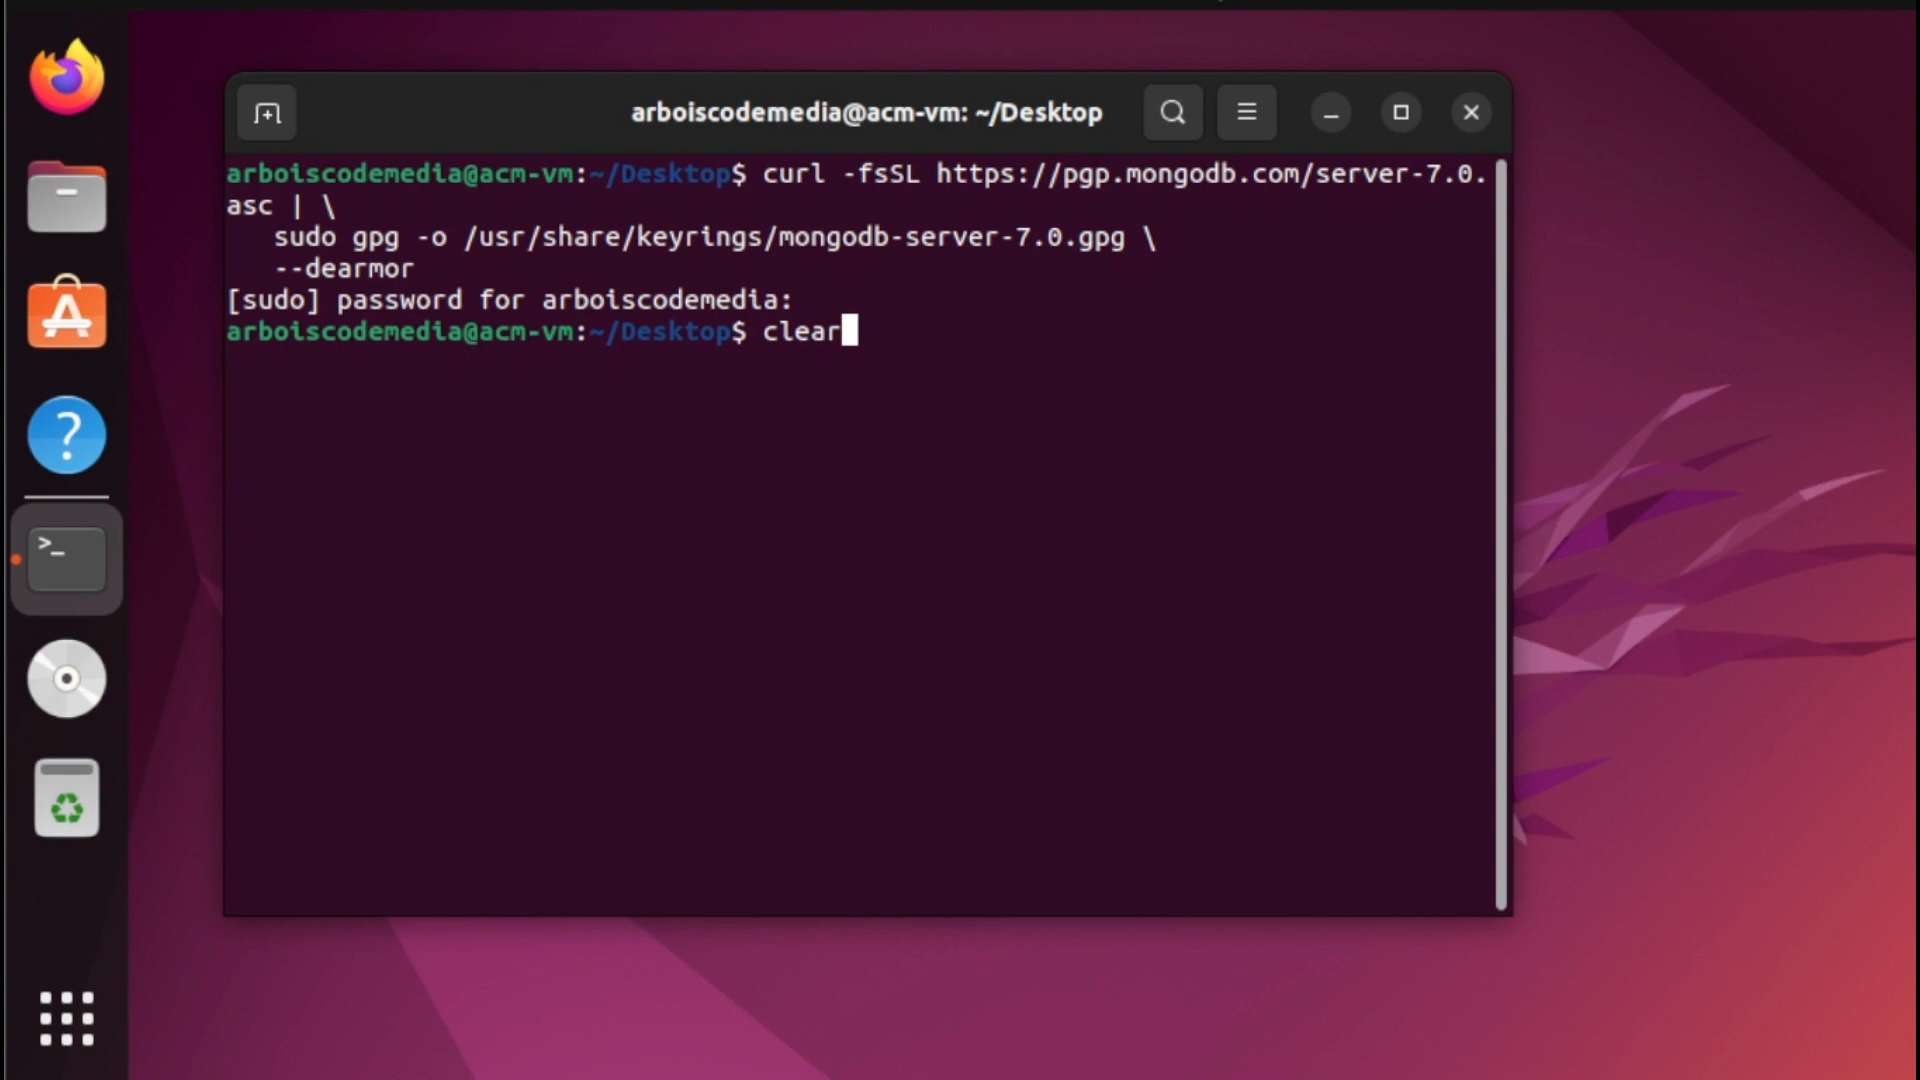 arboiscodemedia@acm-vm: ~/Desktop
arboiscodemedia@acm-vm:~/Desktop$ curl -fsSL https://pgp.mongodb.com/server-7.0.
asc | \
   sudo gpg -o /usr/share/keyrings/mongodb-server-7.0.gpg \
   --dearmor
[sudo] password for arboiscodemedia:
arboiscodemedia@acm-vm:~/Desktop$ clear